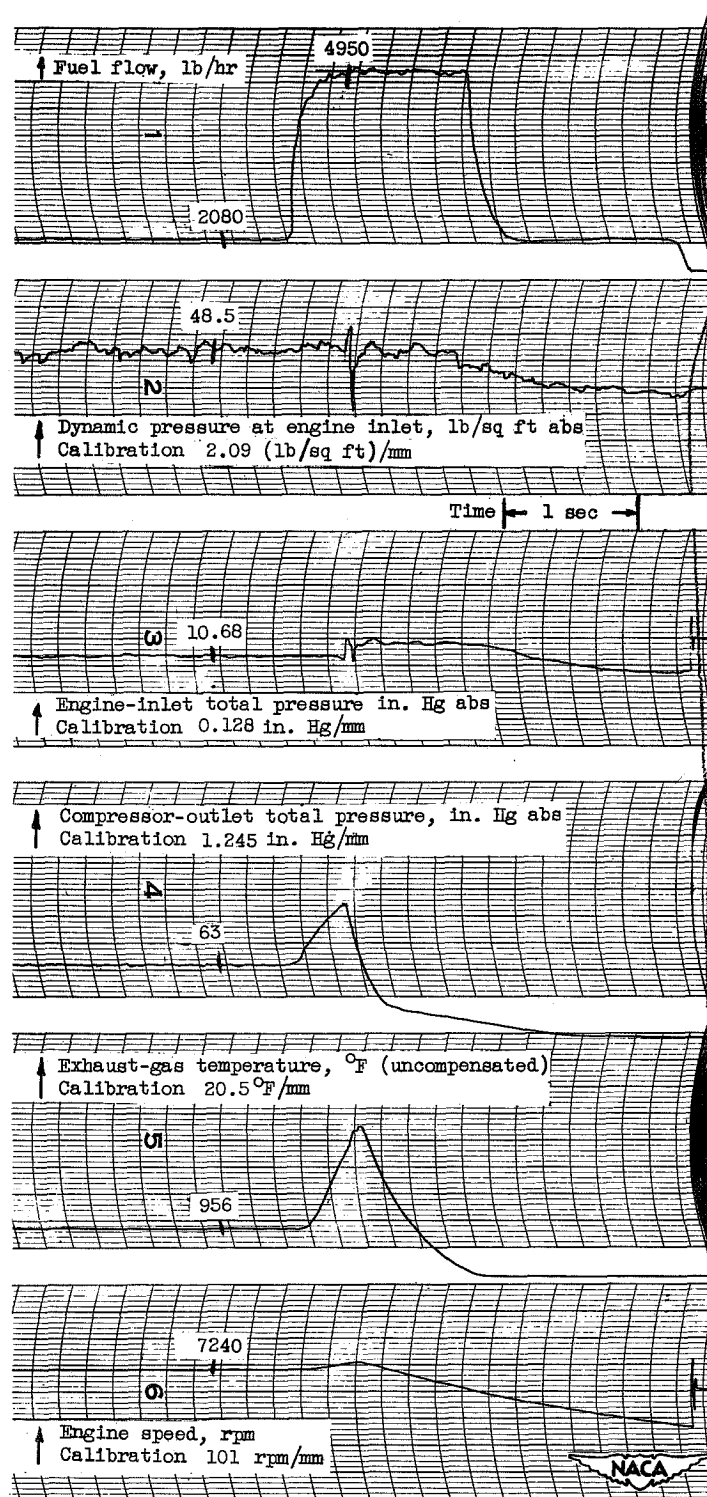 4950
Fuel flow, lb/hr
1
2080
48.5
2
Dynamic pressure at engine inlet, lb/sq ft abs
Calibration 2.09 (lb/sq ft)/mm
Time 1 sec
3
10.68
Engine-inlet total pressure in. Hg abs
Calibration 0.128 in. Hg/mm
Compressor-outlet total pressure, in. Hg abs
Calibration 1.245 in. Hg/mm
4
63
Exhaust-gas temperature, °F (uncompensated)
Calibration 20.5°F/mm
5
956
7240
6
Engine speed, rpm
Calibration 101 rpm/mm
NACA